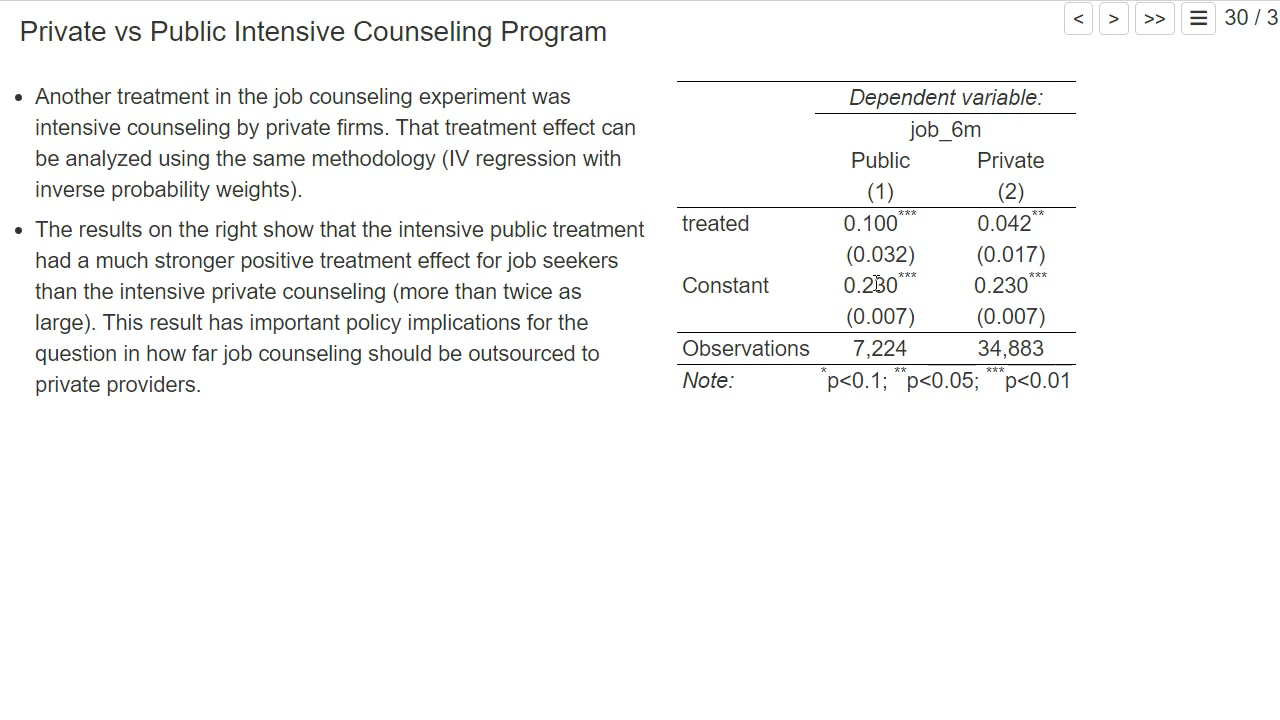 Private vs Public Intensive Counseling Program
< > >> ☰ 30 / 3
• Another treatment in the job counseling experiment was
intensive counseling by private firms. That treatment effect can
be analyzed using the same methodology (IV regression with
inverse probability weights).
• The results on the right show that the intensive public treatment
had a much stronger positive treatment effect for job seekers
than the intensive private counseling (more than twice as
large). This result has important policy implications for the
question in how far job counseling should be outsourced to
private providers.
Dependent variable:
job_6m
Public Private
(1) (2)
treated 0.100*** 0.042**
(0.032) (0.017)
Constant 0.230*** 0.230***
(0.007) (0.007)
Observations 7,224 34,883
Note: *p<0.1; **p<0.05; ***p<0.01